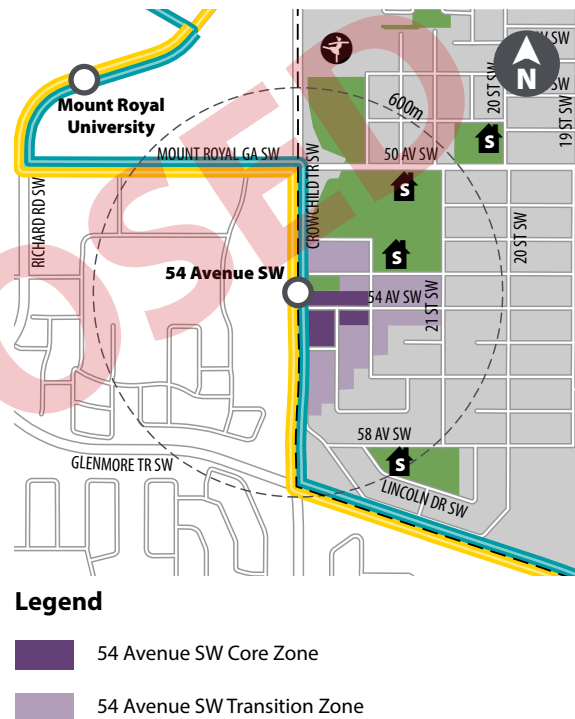 V SW
20 ST SW
SW
19 ST SW
N
Mount Royal
University
600m
S
MOUNT ROYAL GA SW
50 AV SW
CROWCHILD TR SW
S
RICHARD RD SW
20 ST SW
S
54 Avenue SW
54 AV SW
21 ST SW
58 AV SW
S
GLENMORE TR SW
LINCOLN DR SW
OSED
Legend
54 Avenue SW Core Zone
54 Avenue SW Transition Zone